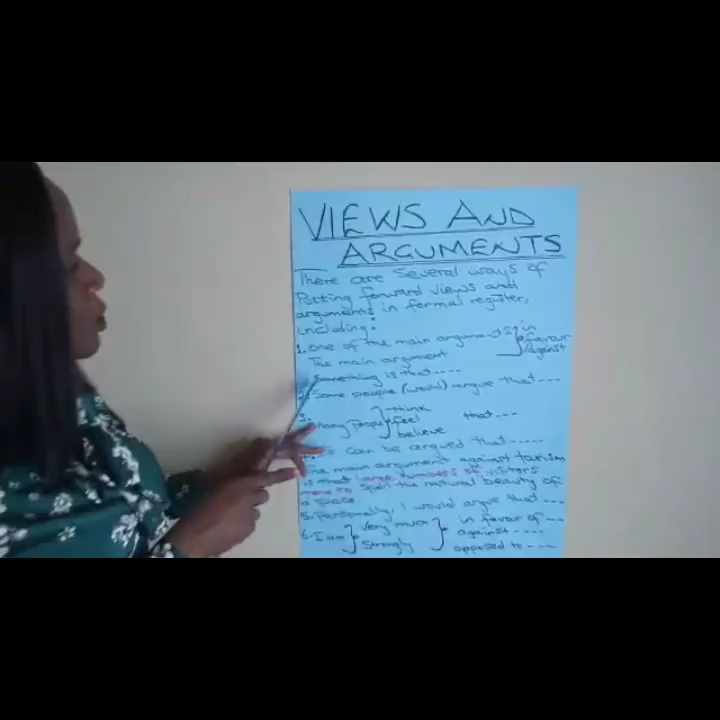 VIEWS AND
ARGUMENTS
There are several ways of
Putting forward views and
arguments in formal register,
including:
1. one of the main arguments } in favour
The main argument } against
Something is that ----
2. Some people (would) argue that ---
3. Many people } think
feel that ---
believe
can be argued that -----
The main argument against tourism
is that large numbers of visitors
spoil the natural beauty of
a place.
5. Personally, I would argue that ---
6. I am } very much } in favour of --
strongly against ----
opposed to ---